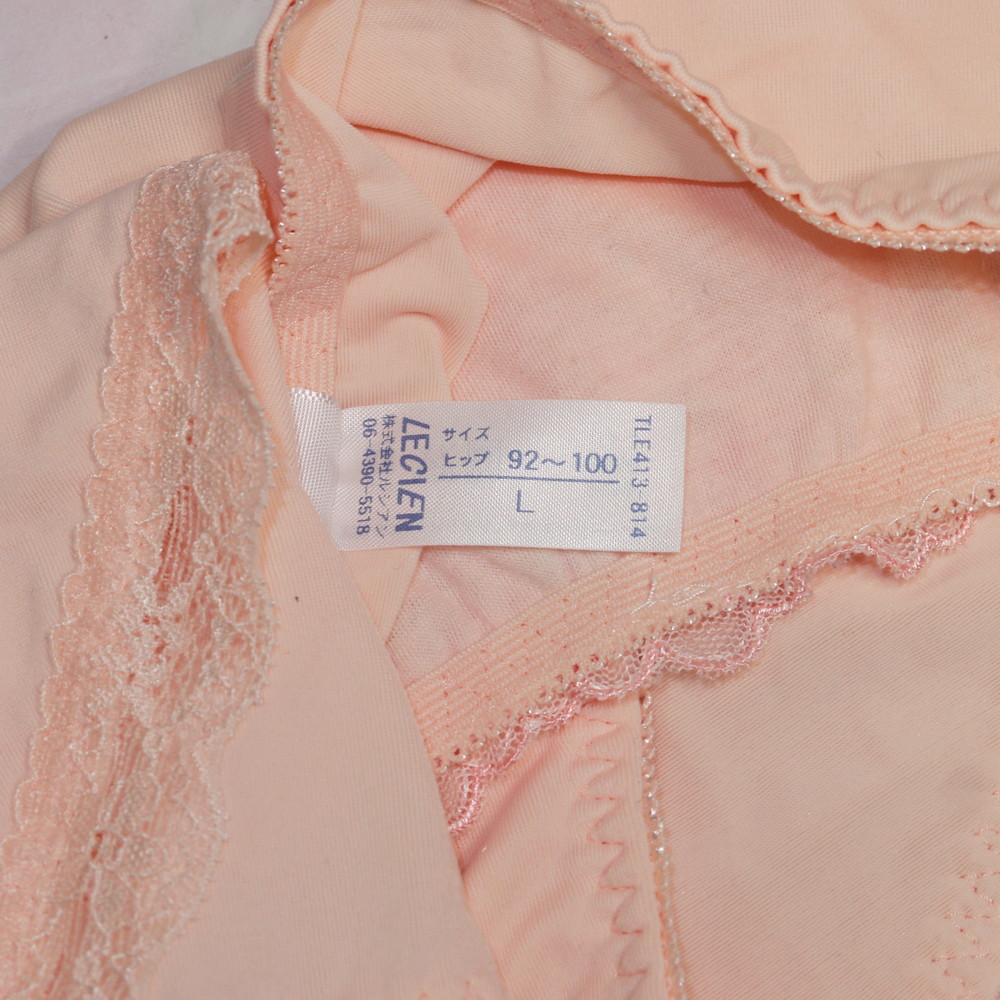 サイズ
ヒップ 92〜100
L
LECIEN
株式会社ルシアン
06-4390-5518
TLE413-814